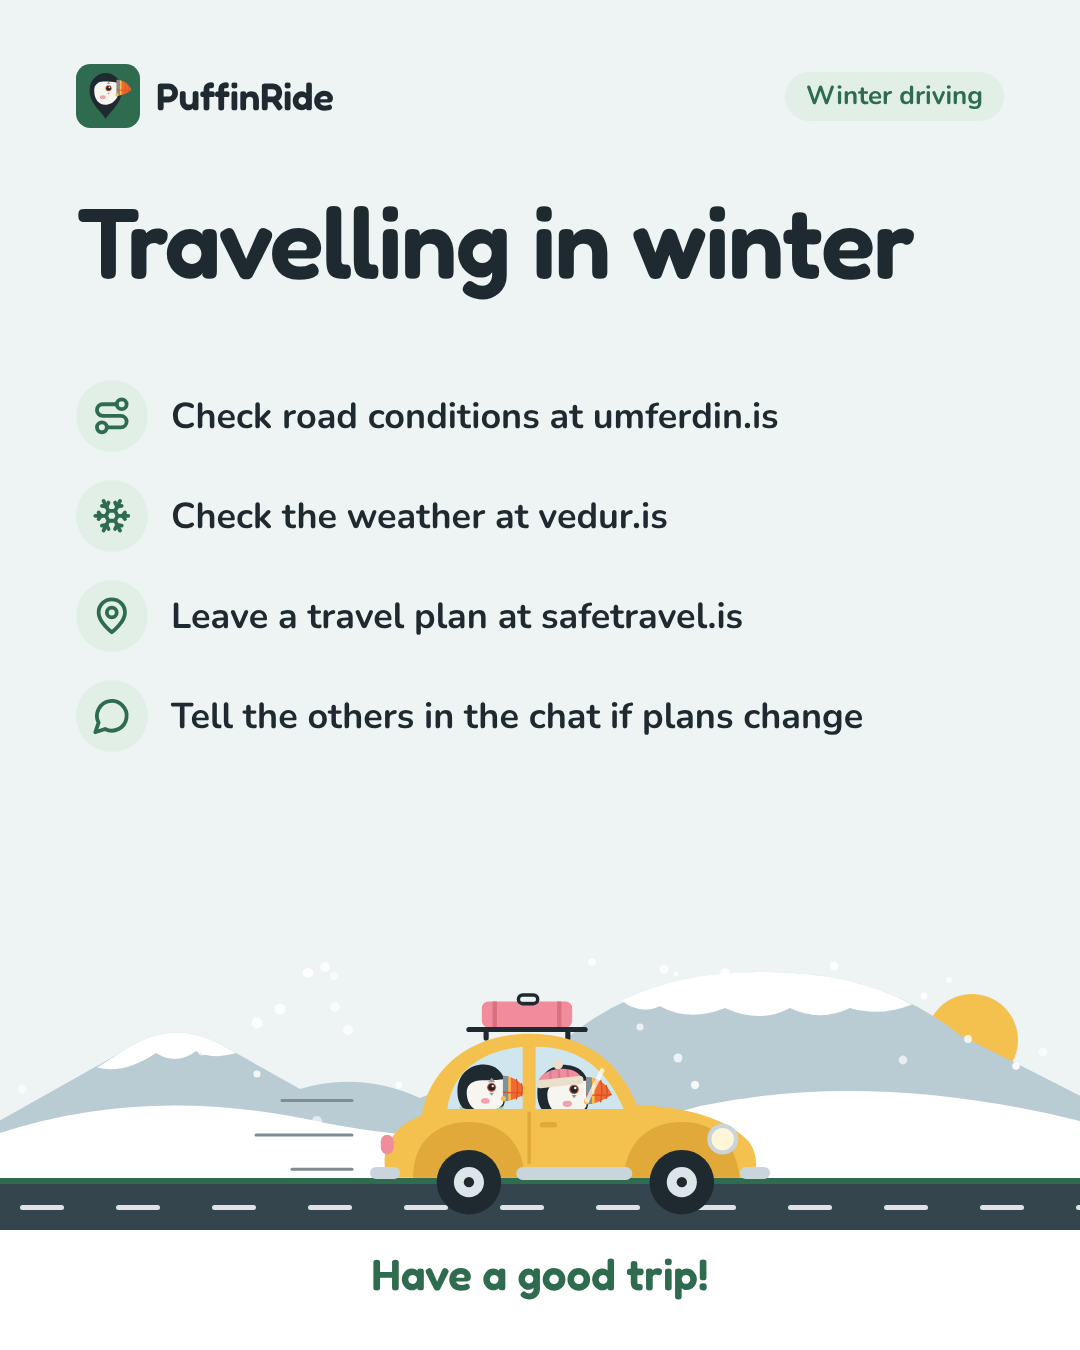 PuffinRide
Winter driving
Travelling in winter
Check road conditions at umferdin.is
Check the weather at vedur.is
Leave a travel plan at safetravel.is
Tell the others in the chat if plans change
Have a good trip!